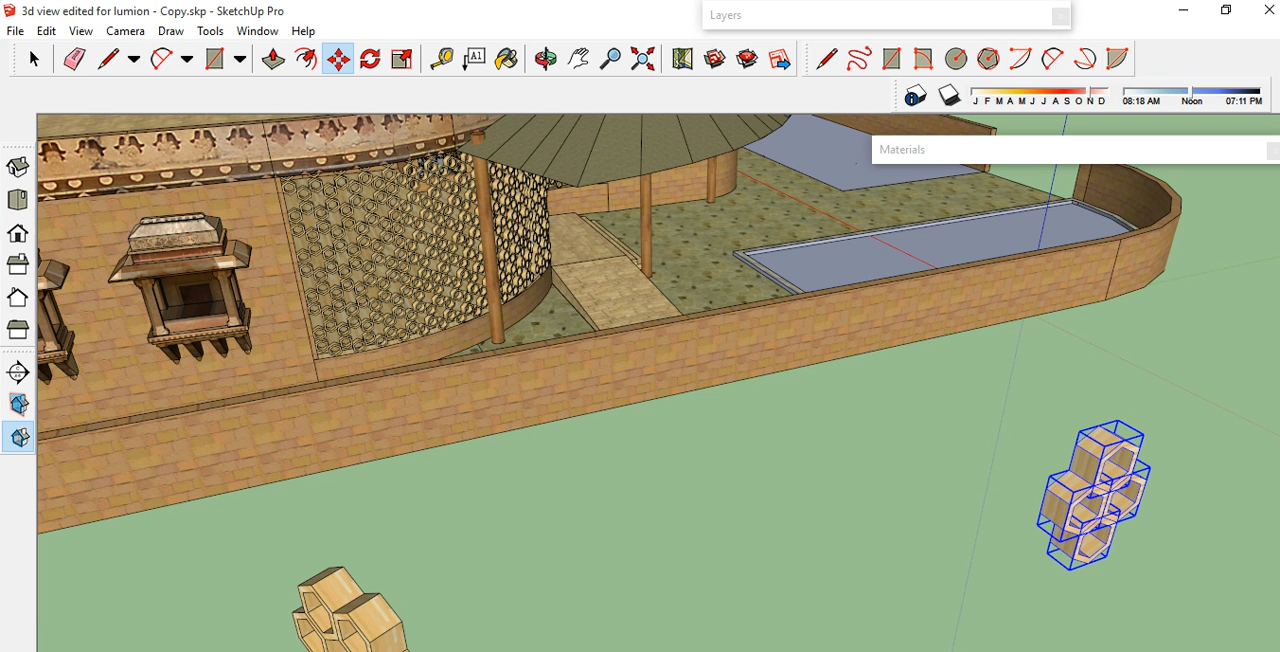 3d view edited for lumion - Copy.skp - SketchUp Pro
Layers
File Edit View Camera Draw Tools Window Help
A1
J F M A M J J A S O N D 08:18 AM Noon 07:11 PM
Materials